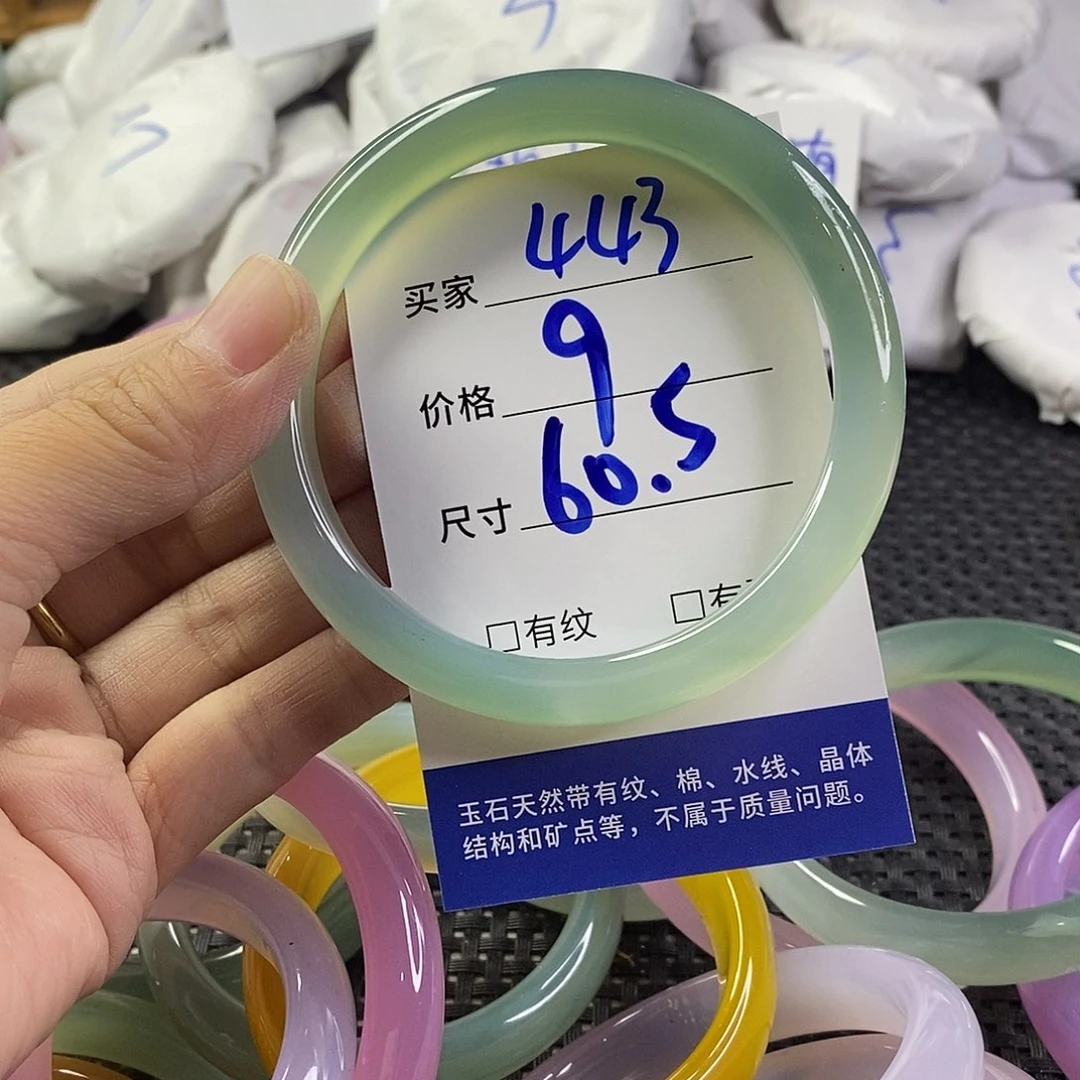 买家 443
价格 9
尺寸 60.5
□有纹 □有
玉石天然带有纹、棉、水线、晶体
结构和矿点等，不属于质量问题。